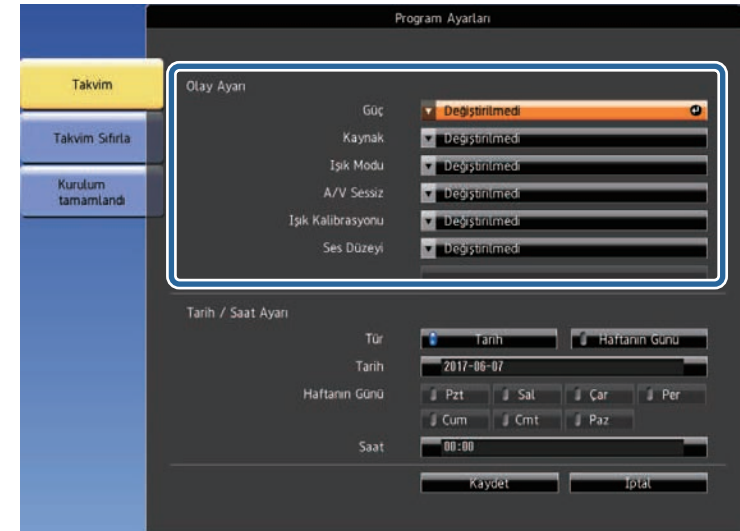 Program Ayarları
Takvim
Takvim Sıfırla
Kurulum
tamamlandı
Olay Ayarı
Güç Değiştirilmedi
Kaynak Değiştirilmedi
Işık Modu Değiştirilmedi
A/V Sessiz Değiştirilmedi
Işık Kalibrasyonu Değiştirilmedi
Ses Düzeyi Değiştirilmedi
Tarih / Saat Ayarı
Tür Tarih Haftanın Günü
Tarih 2017-06-07
Haftanın Günü Pzt Sal Çar Per
Cum Cmt Paz
Saat 00:00
Kaydet İptal